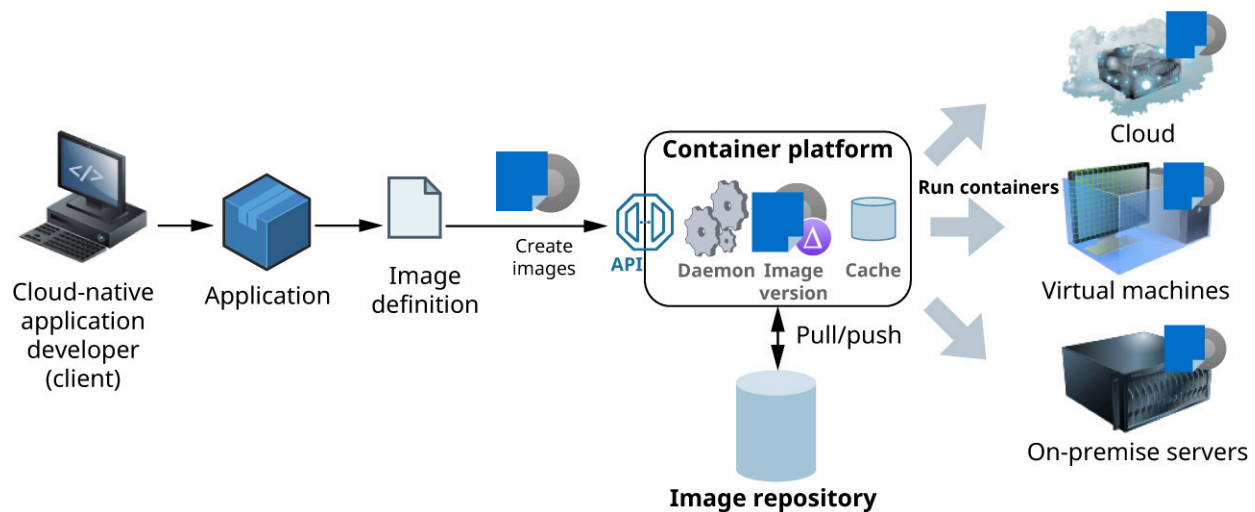 Cloud-native
application
developer
(client)
</>
Application
Image
definition
Create
images
API
Container platform
Daemon
Image
version
Δ
Cache
Pull/push
Image repository
Run containers
Cloud
Virtual machines
On-premise servers